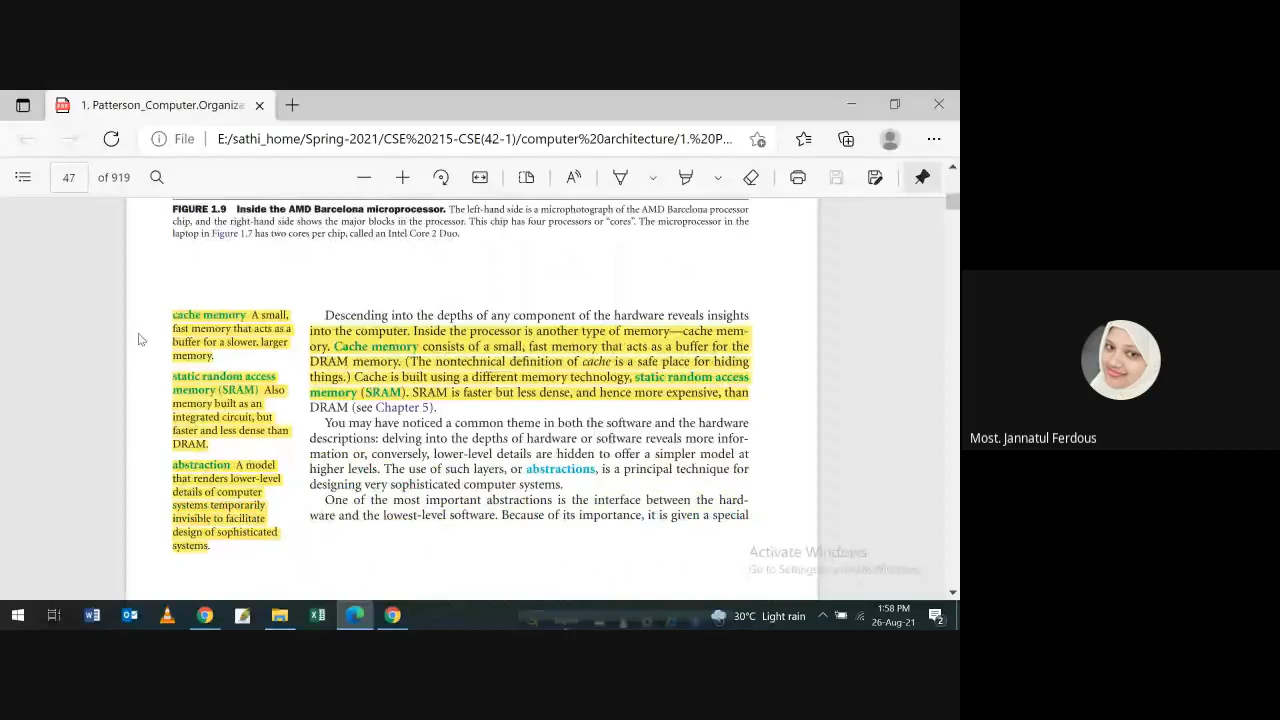 1. Patterson_Computer.Organiza
File
E:/sathi_home/Spring-2021/CSE%20215-CSE(42-1)/computer%20architecture/1.%20P...
47 of 919
FIGURE 1.9 Inside the AMD Barcelona microprocessor. The left-hand side is a microphotograph of the AMD Barcelona processor
chip, and the right-hand side shows the major blocks in the processor. This chip has four processors or “cores”. The microprocessor in the
laptop in Figure 1.7 has two cores per chip, called an Intel Core 2 Duo.
cache memory A small,
fast memory that acts as a
buffer for a slower, larger
memory.
static random access
memory (SRAM) Also
memory built as an
integrated circuit, but
faster and less dense than
DRAM.
abstraction A model
that renders lower-level
details of computer
systems temporarily
invisible to facilitate
design of sophisticated
systems.
Descending into the depths of any component of the hardware reveals insights
into the computer. Inside the processor is another type of memory—cache mem-
ory. Cache memory consists of a small, fast memory that acts as a buffer for the
DRAM memory. (The nontechnical definition of cache is a safe place for hiding
things.) Cache is built using a different memory technology, static random access
memory (SRAM). SRAM is faster but less dense, and hence more expensive, than
DRAM (see Chapter 5).
You may have noticed a common theme in both the software and the hardware
descriptions: delving into the depths of hardware or software reveals more infor-
mation or, conversely, lower-level details are hidden to offer a simpler model at
higher levels. The use of such layers, or abstractions, is a principal technique for
designing very sophisticated computer systems.
One of the most important abstractions is the interface between the hard-
ware and the lowest-level software. Because of its importance, it is given a special
Activate Windows
Go to Settings
30°C Light rain
1:58 PM
26-Aug-21
2
Most. Jannatul Ferdous